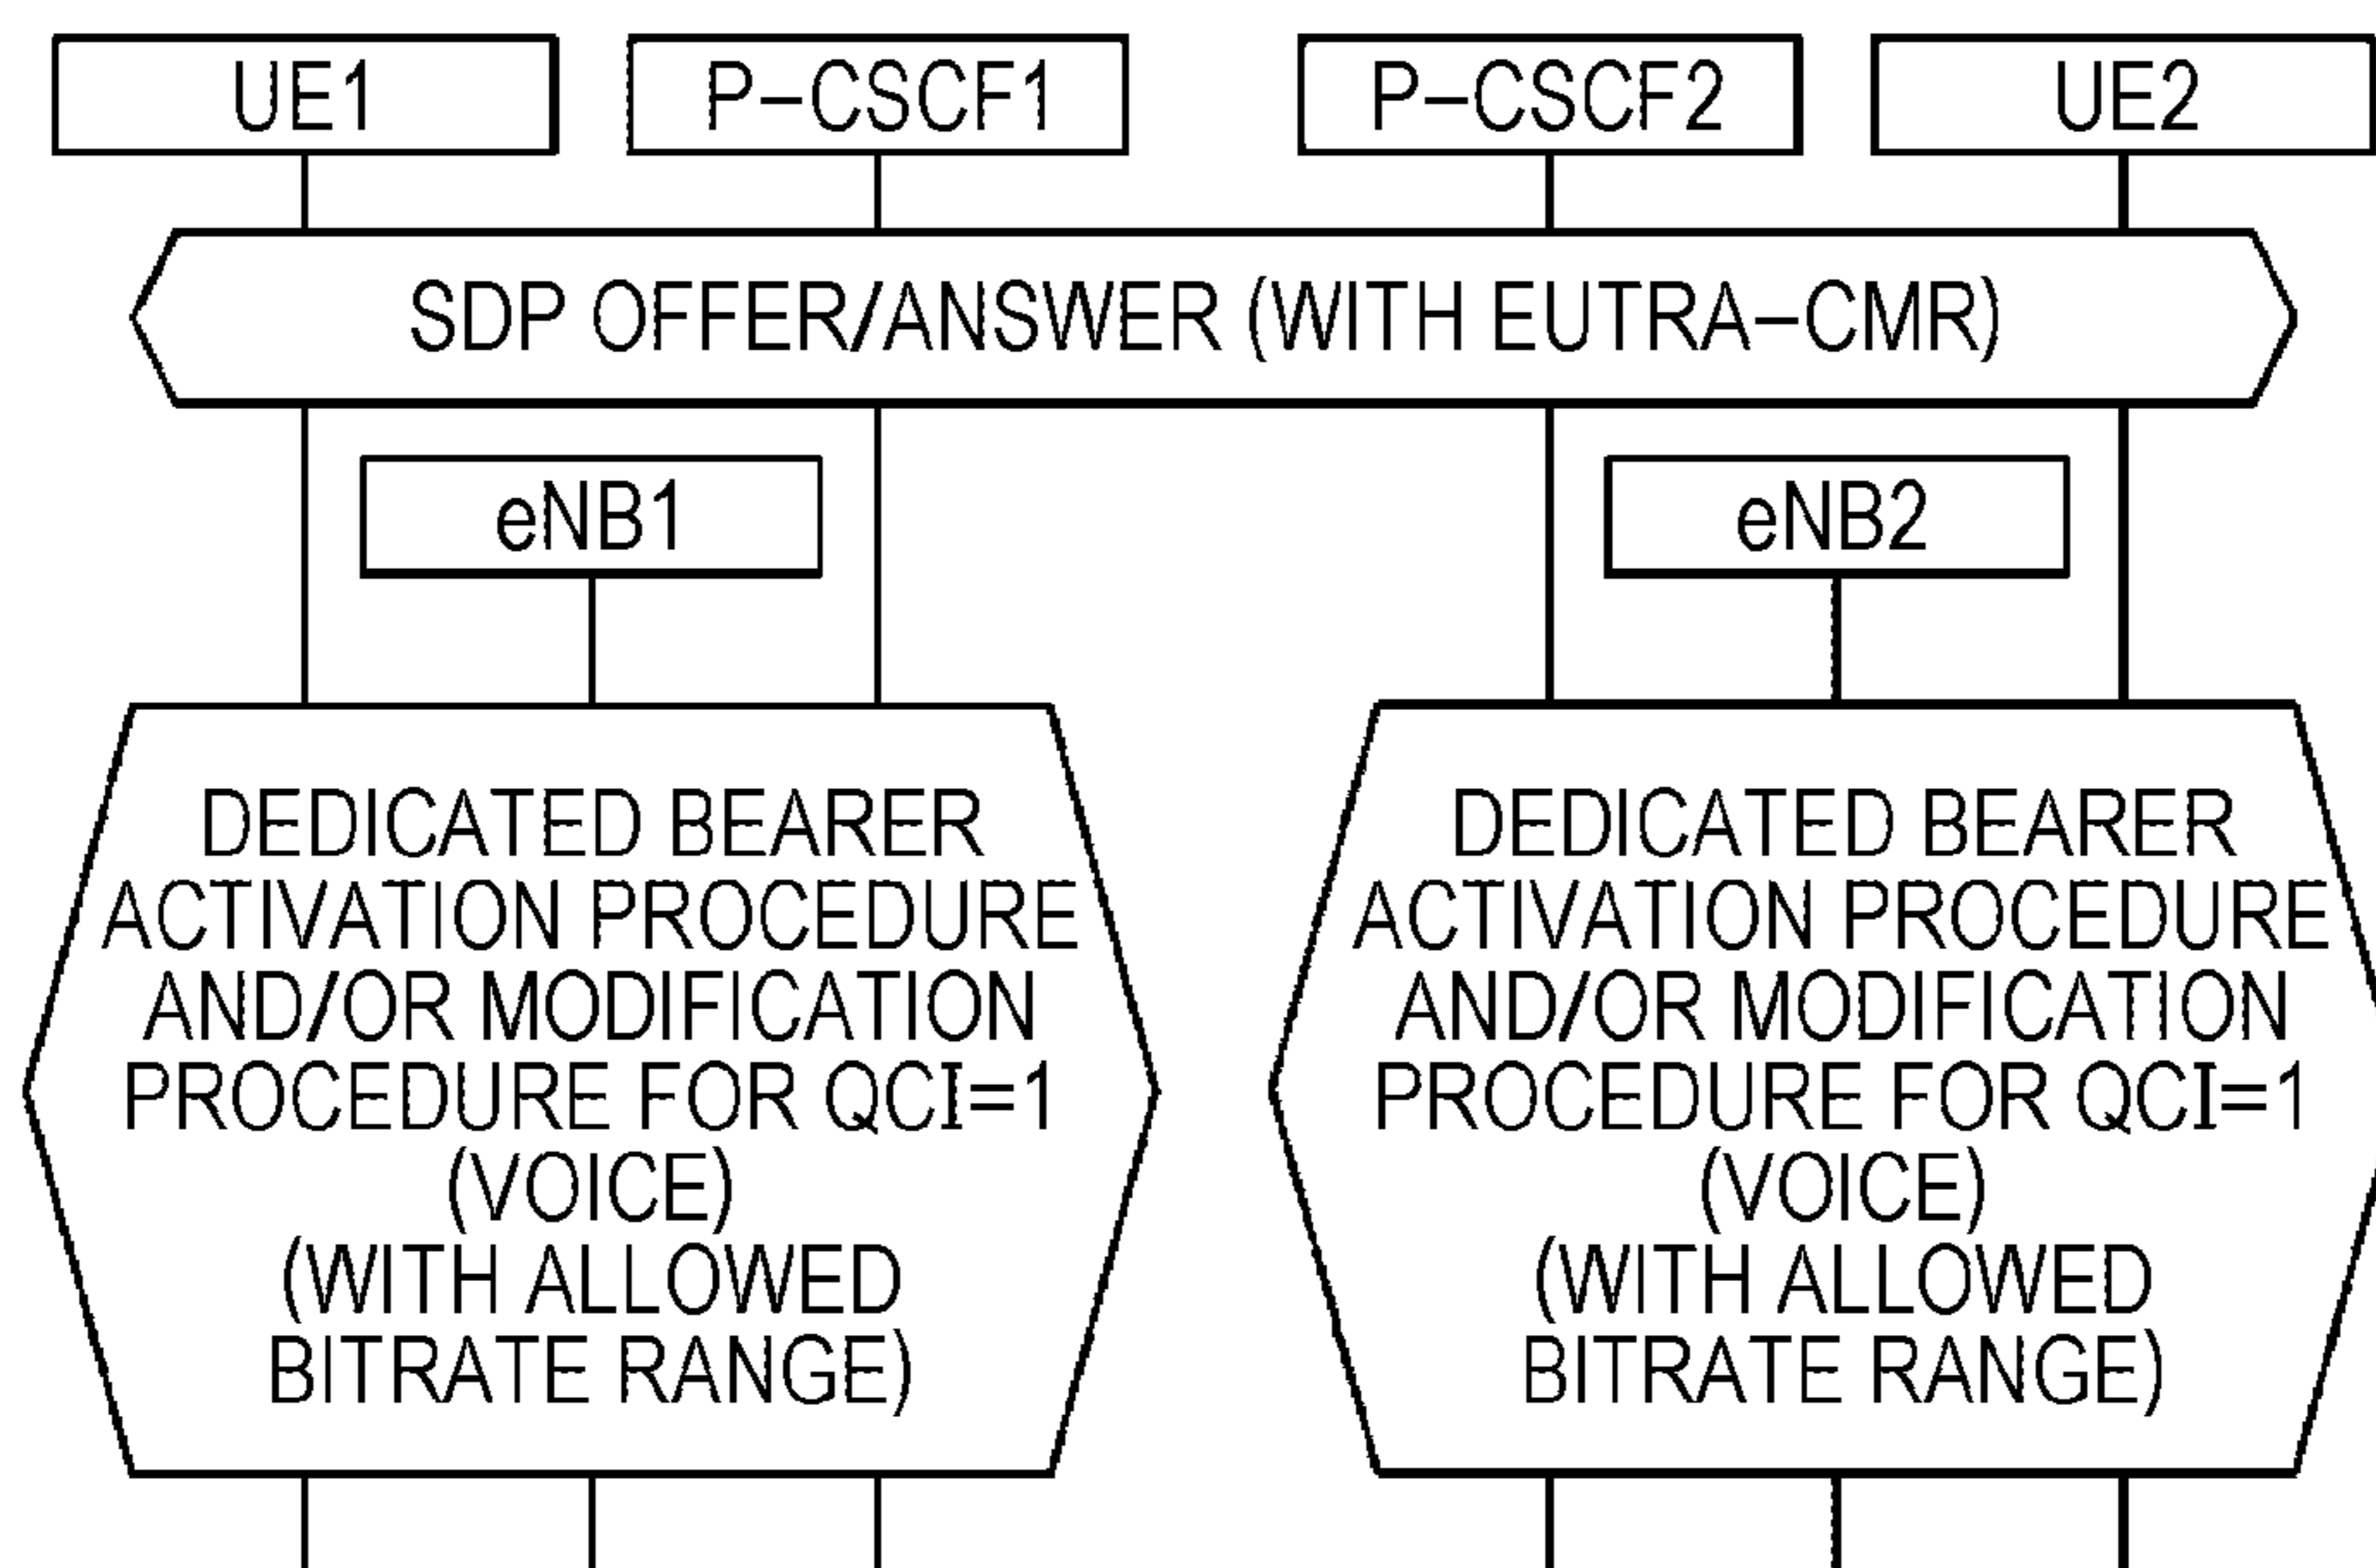 UE1
P-CSCF1
P-CSCF2
UE2
SDP OFFER/ANSWER (WITH EUTRA-CMR)
eNB1
eNB2
DEDICATED BEARER
ACTIVATION PROCEDURE
AND/OR MODIFICATION
PROCEDURE FOR QCI=1
(VOICE)
(WITH ALLOWED
BITRATE RANGE)
DEDICATED BEARER
ACTIVATION PROCEDURE
AND/OR MODIFICATION
PROCEDURE FOR QCI=1
(VOICE)
(WITH ALLOWED
BITRATE RANGE)